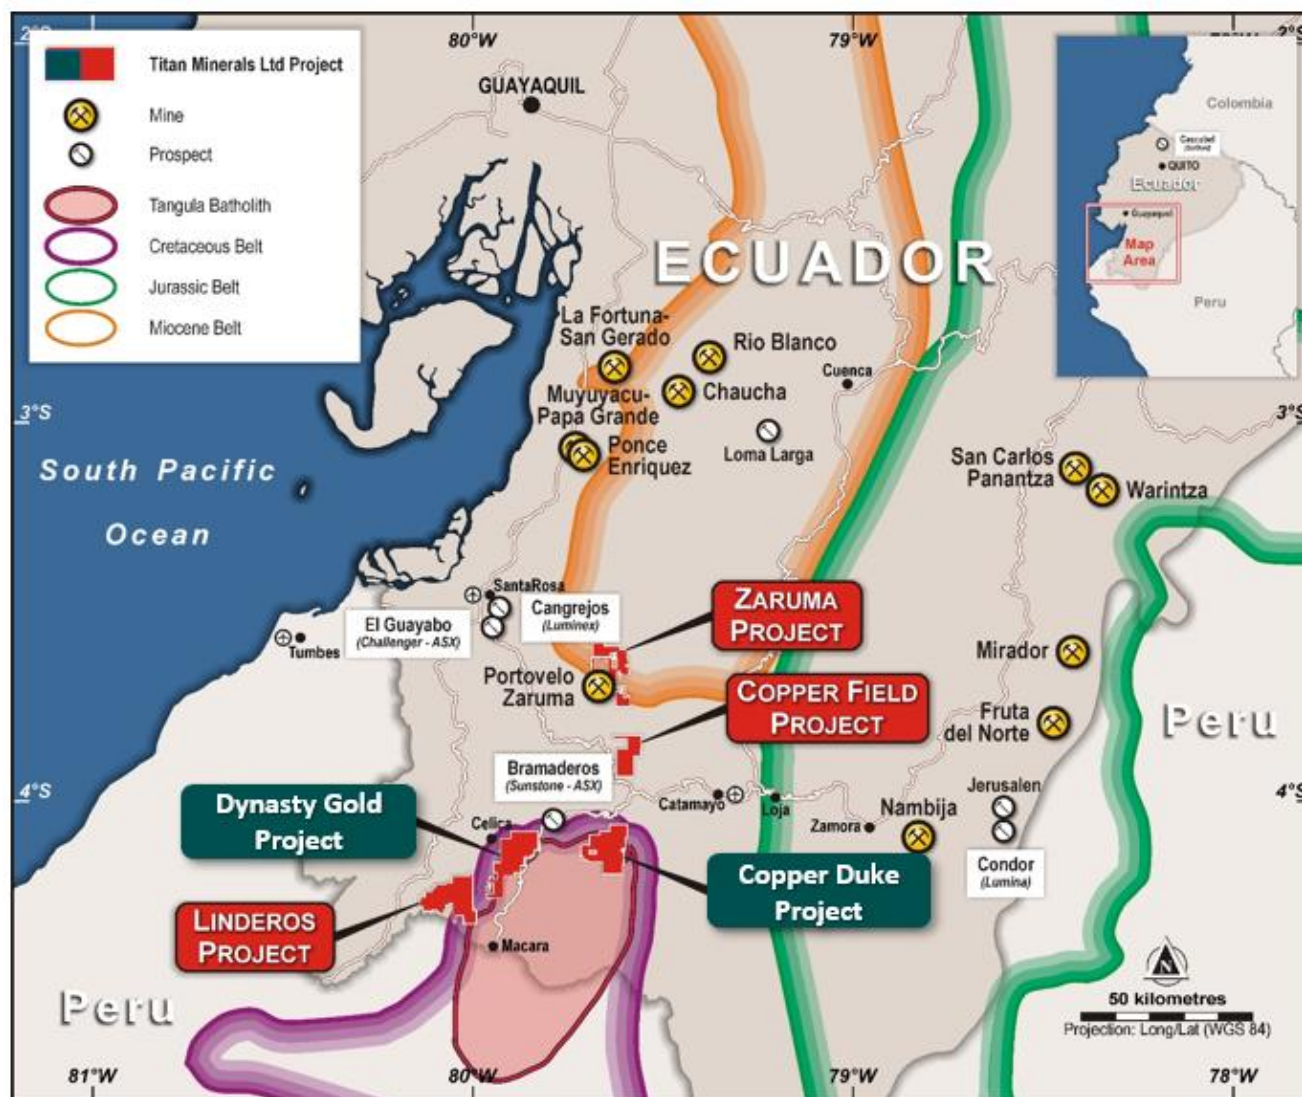 2°S
80°W
79°W
2°S
Titan Minerals Ltd Project
Mine
Prospect
Tangula Batholith
Cretaceous Belt
Jurassic Belt
Miocene Belt
GUAYAQUIL
Colombia
Cascabel
QUITO
Ecuador
Guayaquil
Map
Area
Peru
ECUADOR
La Fortuna-
San Gerado
Rio Blanco
Cuenca
Chaucha
Muyuyacu-
Papa Grande
3°S
3°S
Ponce
Enriquez
Loma Larga
San Carlos
Panantza
Warintza
South Pacific
Ocean
SantaRosa
El Guayabo
(Challenger - ASX)
Cangrejos
(Luminex)
ZARUMA
PROJECT
Tumbes
Mirador
Portovelo
Zaruma
COPPER FIELD
PROJECT
Fruta
del Norte
Peru
Bramaderos
(Sunstone - ASX)
Catamayo
Loja
Jerusalen
4°S
4°S
Dynasty Gold
Project
Celica
Zamora
Nambija
Condor
(Lumina)
Copper Duke
Project
LINDEROS
PROJECT
Macara
Peru
N
50 kilometres
Projection: Long/Lat (WGS 84)
81°W
80°W
79°W
78°W